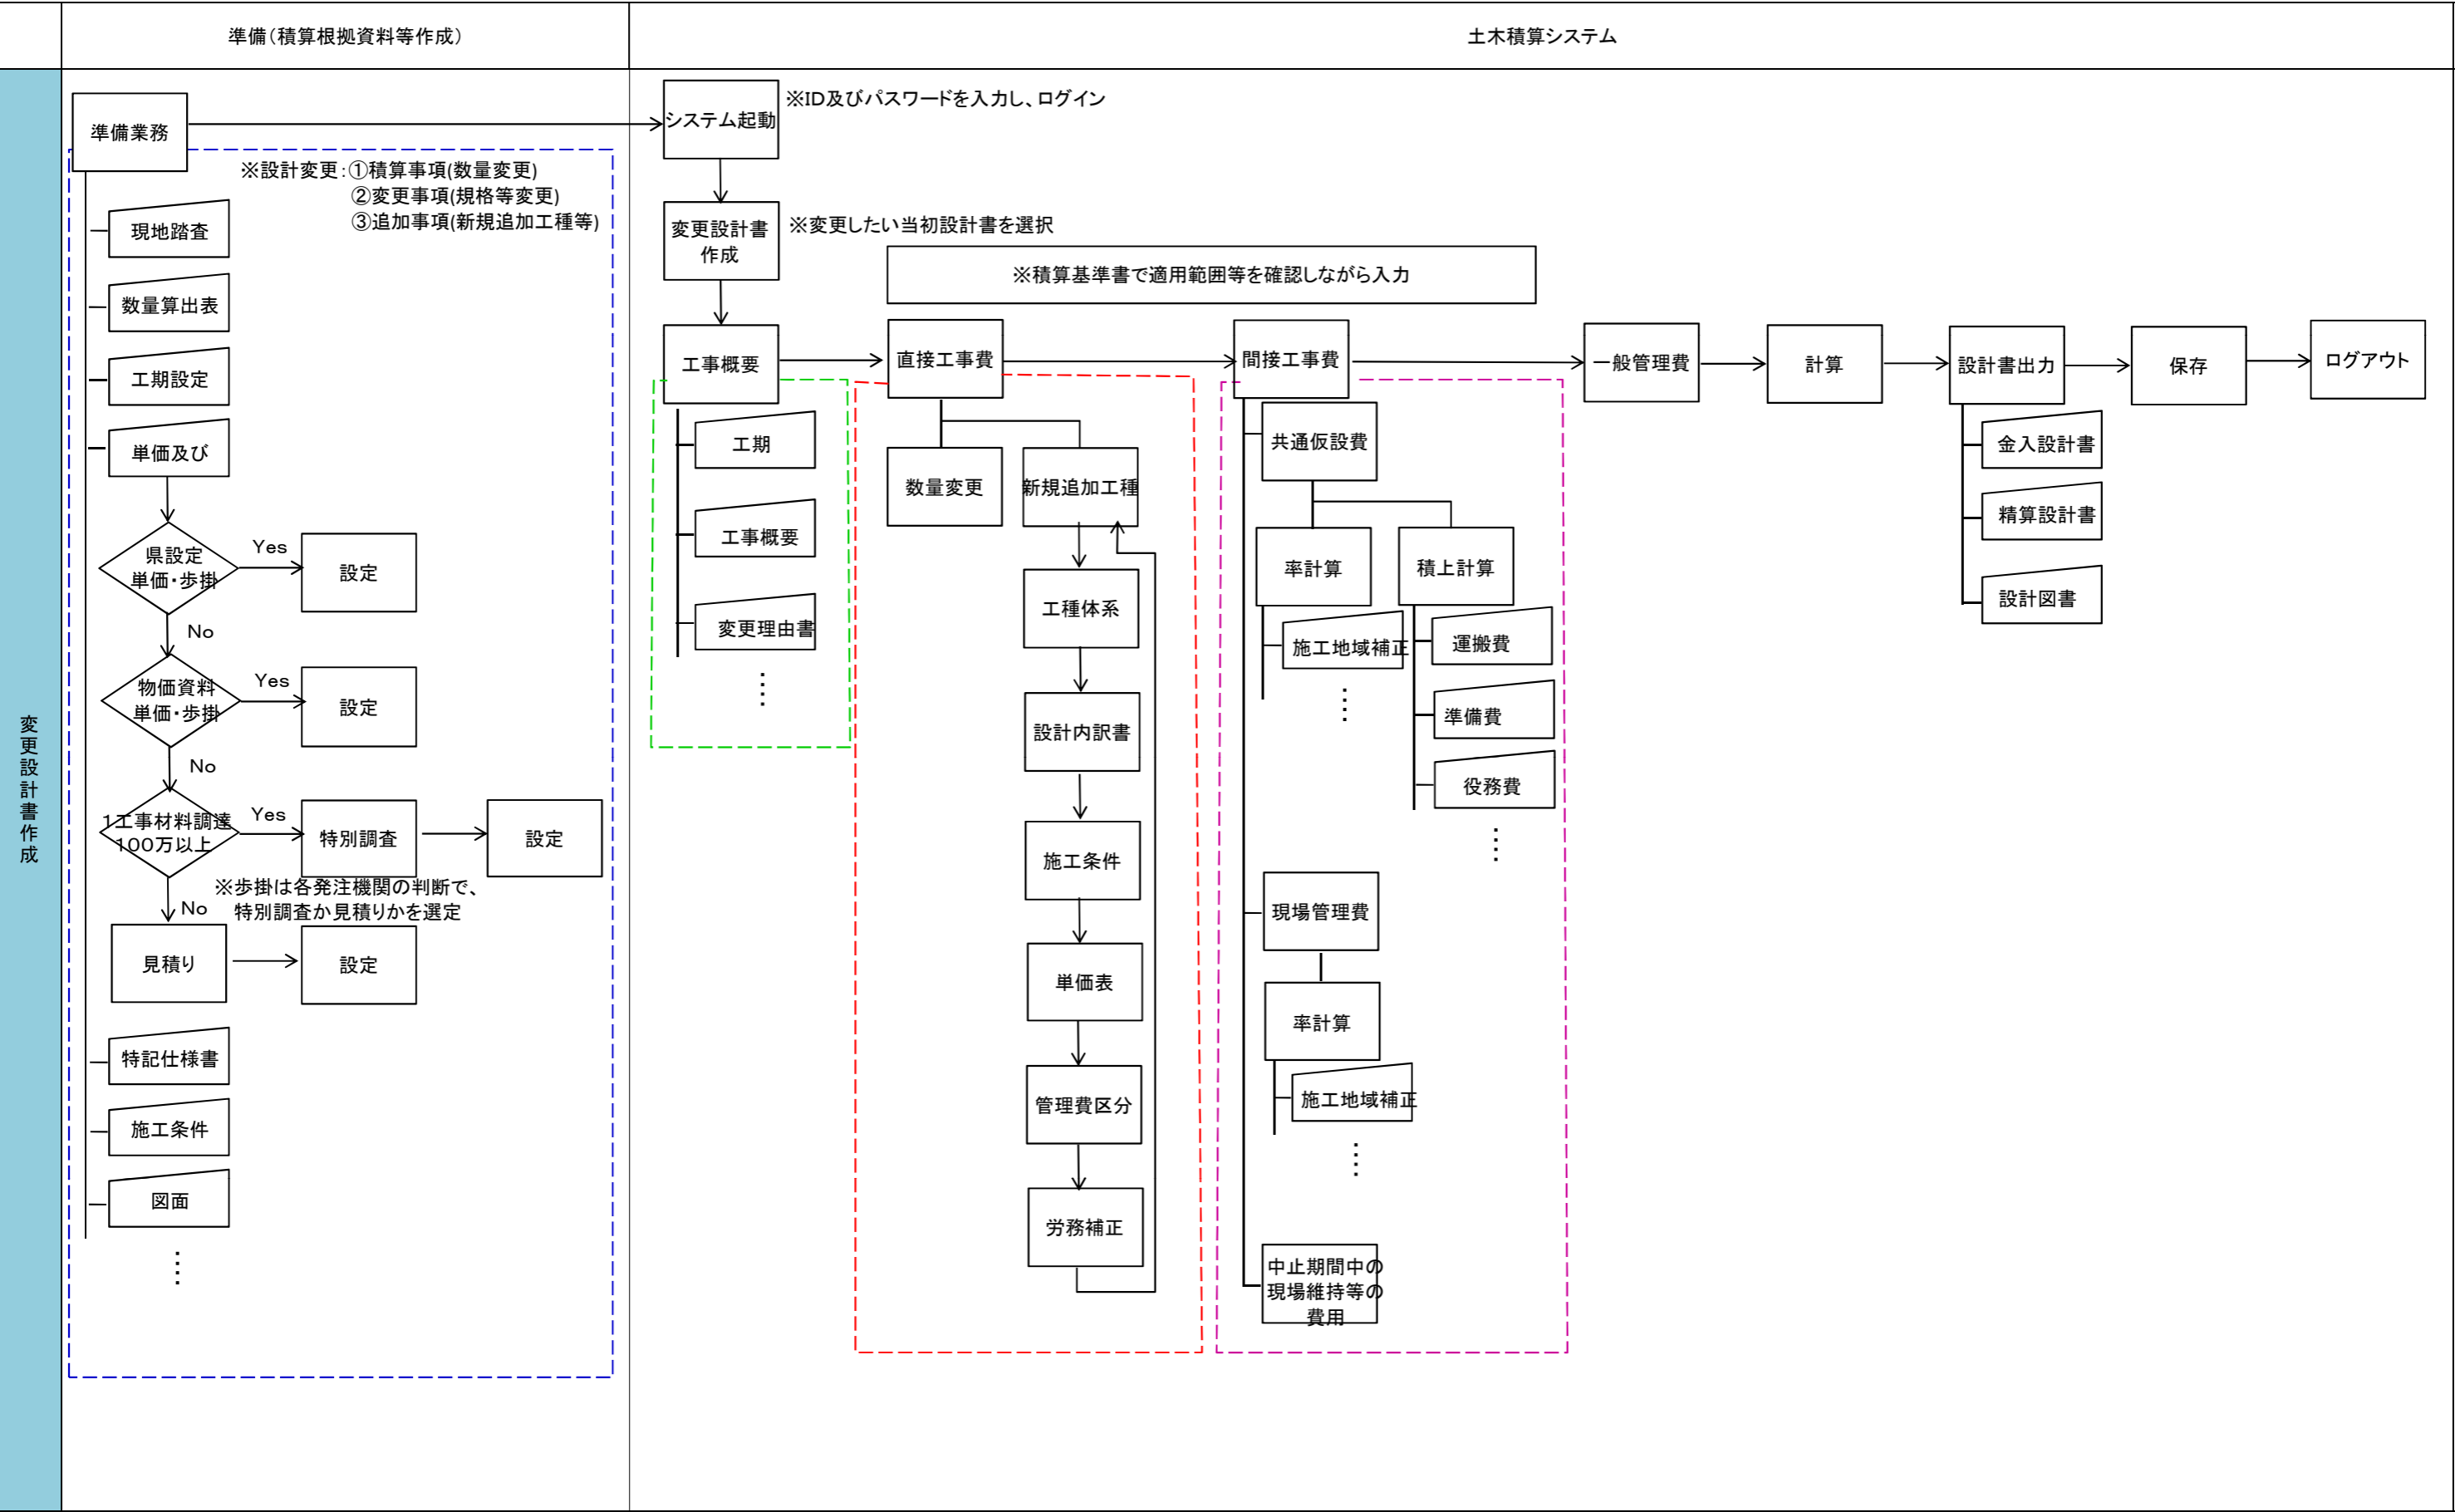 準備（積算根拠資料等作成）
土木積算システム
変更設計書作成
準備業務
※設計変更：①積算事項(数量変更)
②変更事項(規格等変更)
③追加事項(新規追加工種等)
現地踏査
数量算出表
工期設定
単価及び
県設定
単価・歩掛
Yes
設定
No
物価資料
単価・歩掛
Yes
設定
No
1工事材料調達
100万以上
Yes
特別調査
設定
※歩掛は各発注機関の判断で、
特別調査か見積りかを選定
No
見積り
設定
特記仕様書
施工条件
図面
システム起動
※ID及びパスワードを入力し、ログイン
変更設計書
作成
※変更したい当初設計書を選択
※積算基準書で適用範囲等を確認しながら入力
工事概要
工期
工事概要
変更理由書
直接工事費
数量変更
新規追加工種
工種体系
設計内訳書
施工条件
単価表
管理費区分
労務補正
間接工事費
共通仮設費
率計算
施工地域補正
積上計算
運搬費
準備費
役務費
現場管理費
率計算
施工地域補正
中止期間中の
現場維持等の
費用
一般管理費
計算
設計書出力
金入設計書
精算設計書
設計図書
保存
ログアウト